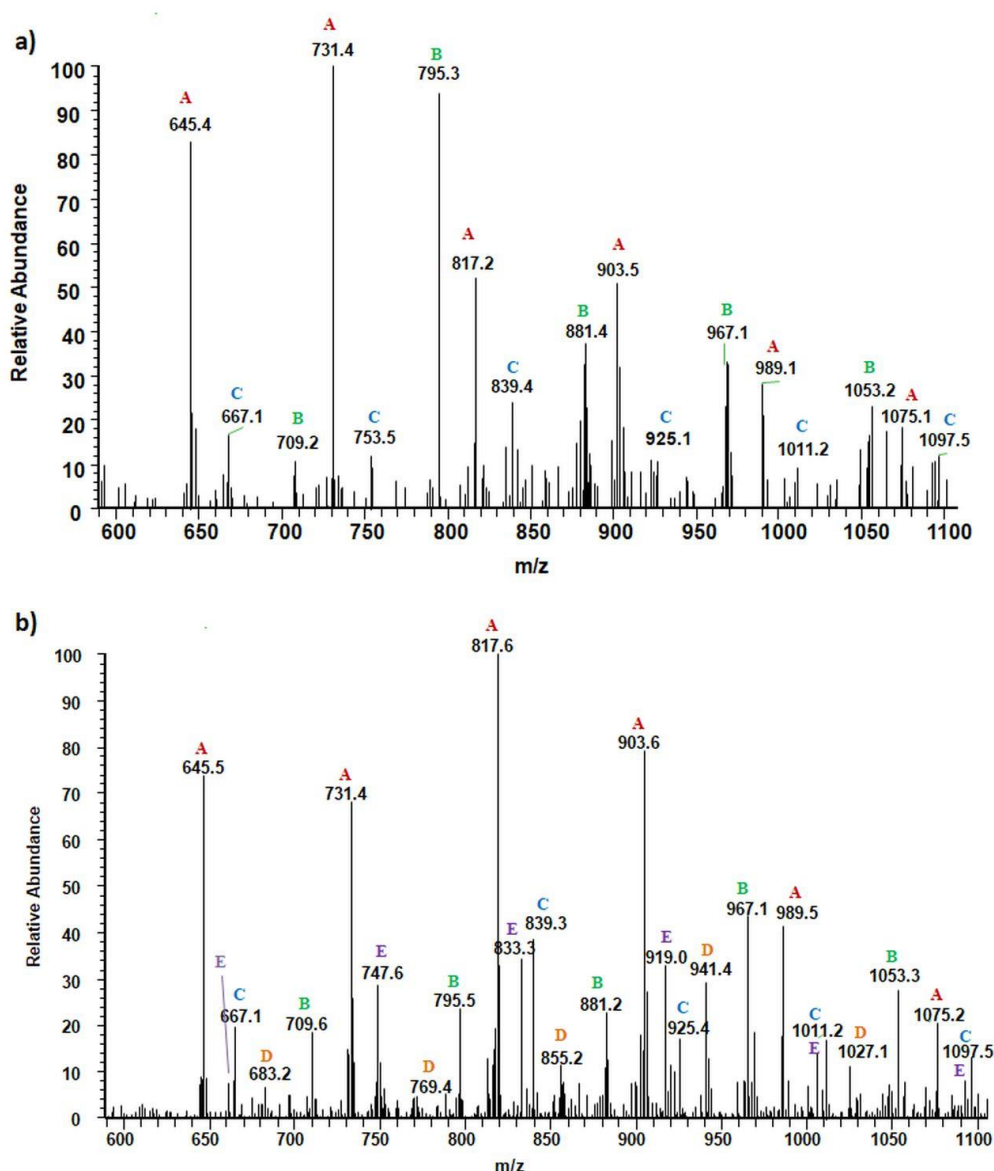 a)
A
731.4
B
795.3
100
A
645.4
90
80
70
60
A
817.2
A
903.5
50
B
881.4
B
967.1
A
989.1
40
C
839.4
B
1053.2
30
A
1075.1
C
667.1
B
709.2
C
753.5
C
925.1
C
1011.2
C
1097.5
20
10
0
Relative Abundance
600 650 700 750 800 850 900 950 1000 1050 1100
m/z
b)
A
817.6
100
A
645.5
A
731.4
A
903.6
90
80
70
60
50
B
967.1
A
989.5
E
833.3
C
839.3
40
E
747.6
E
919.0
D
941.4
30
E
C
667.1
B
709.6
B
795.5
B
881.2
C
925.4
B
1053.3
A
1075.2
20
D
683.2
D
769.4
D
855.2
C
1011.2
E
D
1027.1
C
1097.5
E
10
0
Relative Abundance
600 650 700 750 800 850 900 950 1000 1050 1100
m/z